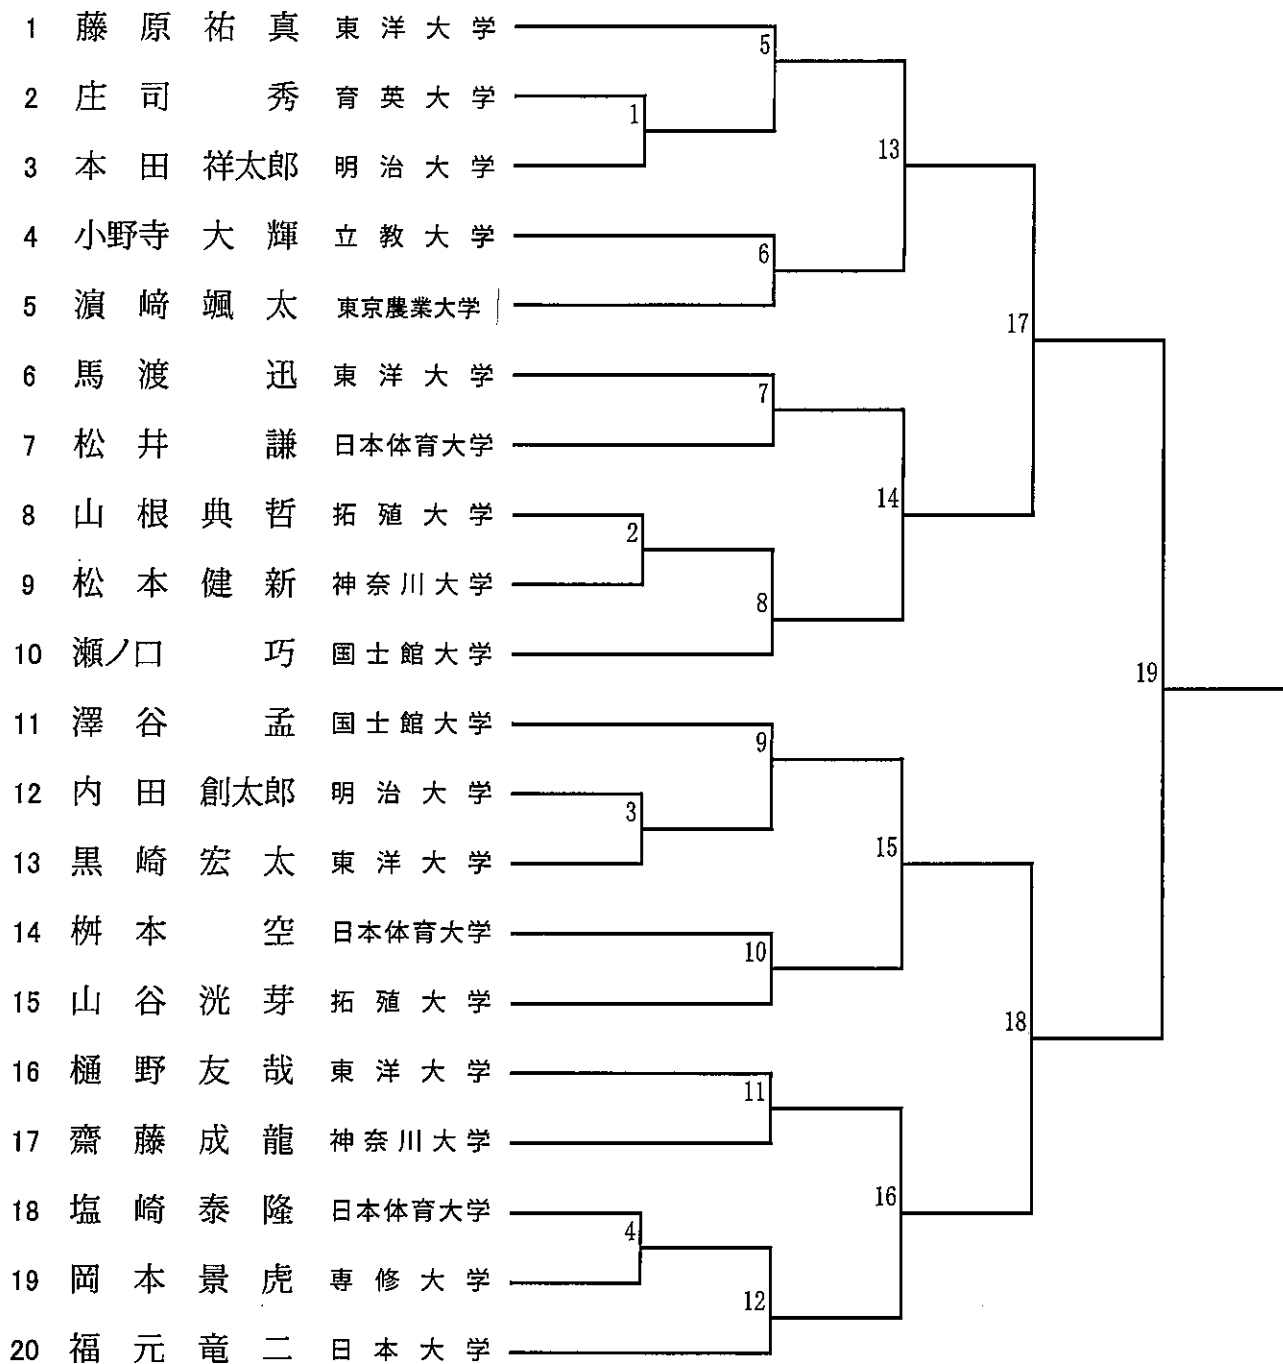 1 藤原祐真 東洋大学
5
2 庄司秀 育英大学
1
3 本田祥太郎 明治大学
13
4 小野寺大輝 立教大学
6
5 濵﨑颯太 東京農業大学
17
6 馬渡迅 東洋大学
7
7 松井謙 日本体育大学
14
8 山根典哲 拓殖大学
2
9 松本健新 神奈川大学
8
10 瀬ノ口巧 国士館大学
19
11 澤谷孟 国士館大学
9
12 内田創太郎 明治大学
3
13 黒崎宏太 東洋大学
15
14 桝本空 日本体育大学
10
15 山谷洸芽 拓殖大学
18
16 樋野友哉 東洋大学
11
17 齋藤成龍 神奈川大学
16
18 塩崎泰隆 日本体育大学
4
19 岡本景虎 専修大学
12
20 福元竜二 日本大学